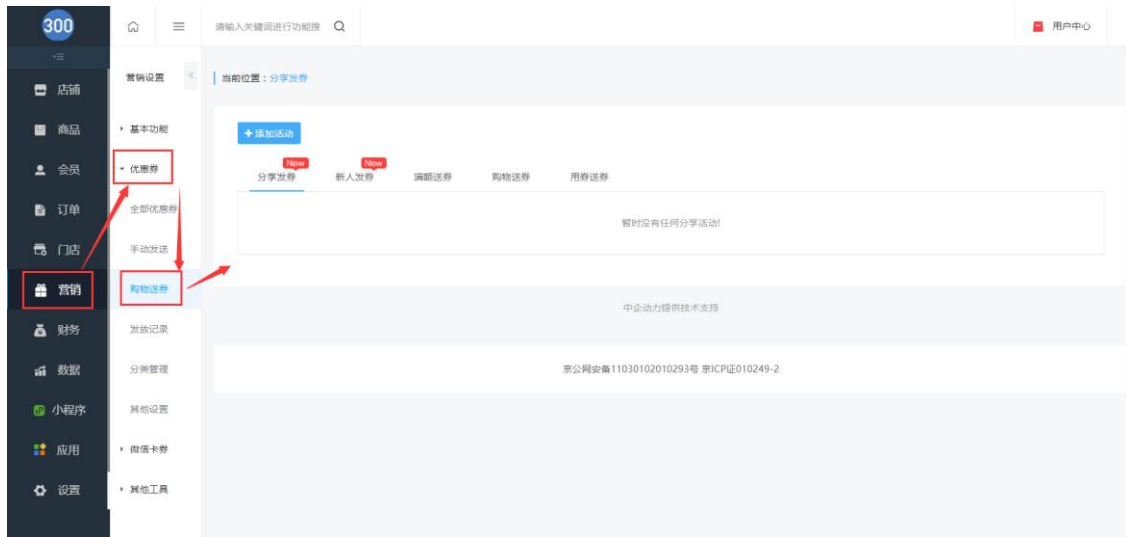 300
请输入关键词进行功能搜
用户中心
店铺
商品
会员
订单
门店
营销
财务
数据
小程序
应用
设置
营销设置
基本功能
优惠券
全部优惠券
手动发送
购物送券
发放记录
分类管理
其他设置
微信卡券
其他工具
当前位置：分享发券
+添加活动
New New
分享发券 新人发券 满额送券 购物送券 用券送券
暂时没有任何分享活动!
中企动力提供技术支持
京公网安备11030102010293号 京ICP证010249-2